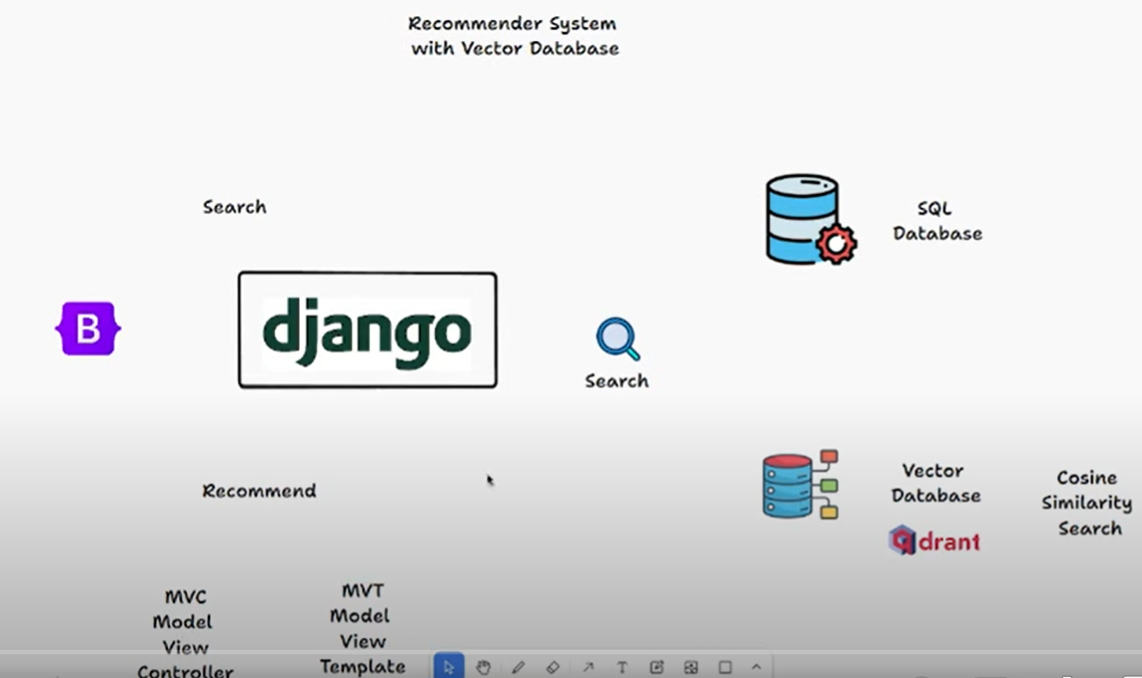 Recommender System
with Vector Database
Search
SQL
Database
B
django
Search
Recommend
Vector
Database
qdrant
Cosine
Similarity
Search
MVC
Model
View
Controller
MVT
Model
View
Template
T